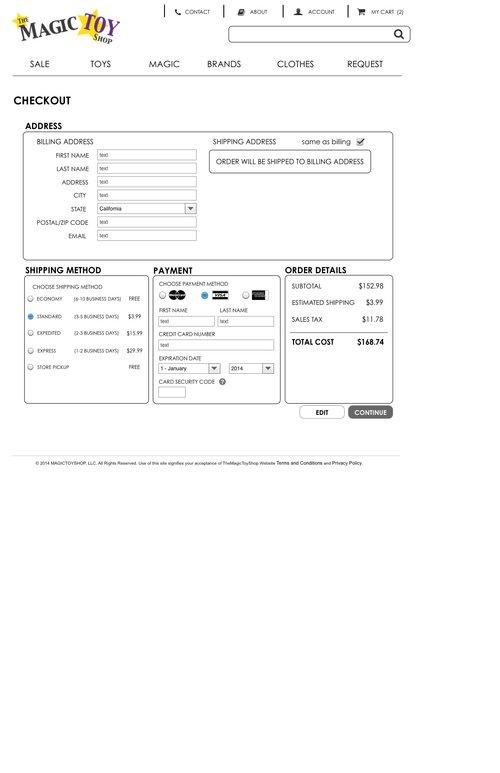 CONTACT ABOUT ACCOUNT MY CART (2)
THE MAGIC TOY SHOP
SALE TOYS MAGIC BRANDS CLOTHES REQUEST
CHECKOUT
ADDRESS
BILLING ADDRESS
FIRST NAME text
LAST NAME text
ADDRESS text
CITY text
STATE California
POSTAL/ZIP CODE text
EMAIL text
SHIPPING ADDRESS same as billing
ORDER WILL BE SHIPPED TO BILLING ADDRESS
SHIPPING METHOD
CHOOSE SHIPPING METHOD
ECONOMY (6-10 BUSINESS DAYS) FREE
STANDARD (3-5 BUSINESS DAYS) $3.99
EXPEDITED (2-3 BUSINESS DAYS) $15.99
EXPRESS (1-2 BUSINESS DAYS) $29.99
STORE PICKUP FREE
PAYMENT
CHOOSE PAYMENT METHOD
VISA
FIRST NAME LAST NAME
text text
CREDIT CARD NUMBER
text
EXPIRATION DATE
1 - January 2014
CARD SECURITY CODE ?
ORDER DETAILS
SUBTOTAL $152.98
ESTIMATED SHIPPING $3.99
SALES TAX $11.78
TOTAL COST $168.74
EDIT CONTINUE
© 2014 MAGICTOYSHOP, LLC. All Rights Reserved. Use of this site signifies your acceptance of TheMagicToyShop Website Terms and Conditions and Privacy Policy.